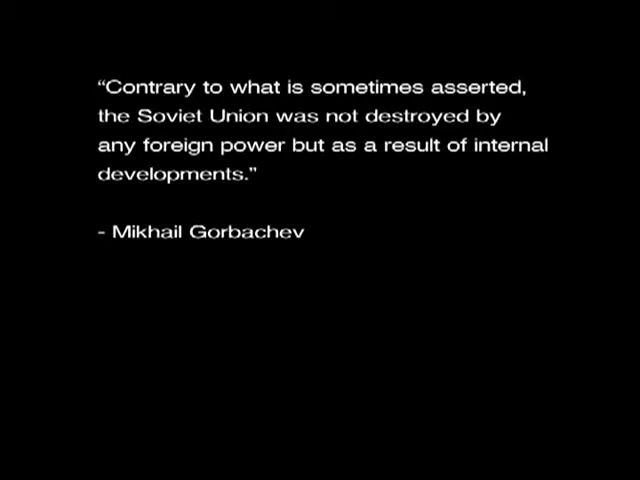 “Contrary to what is sometimes asserted,
the Soviet Union was not destroyed by
any foreign power but as a result of internal
developments.”
- Mikhail Gorbachev